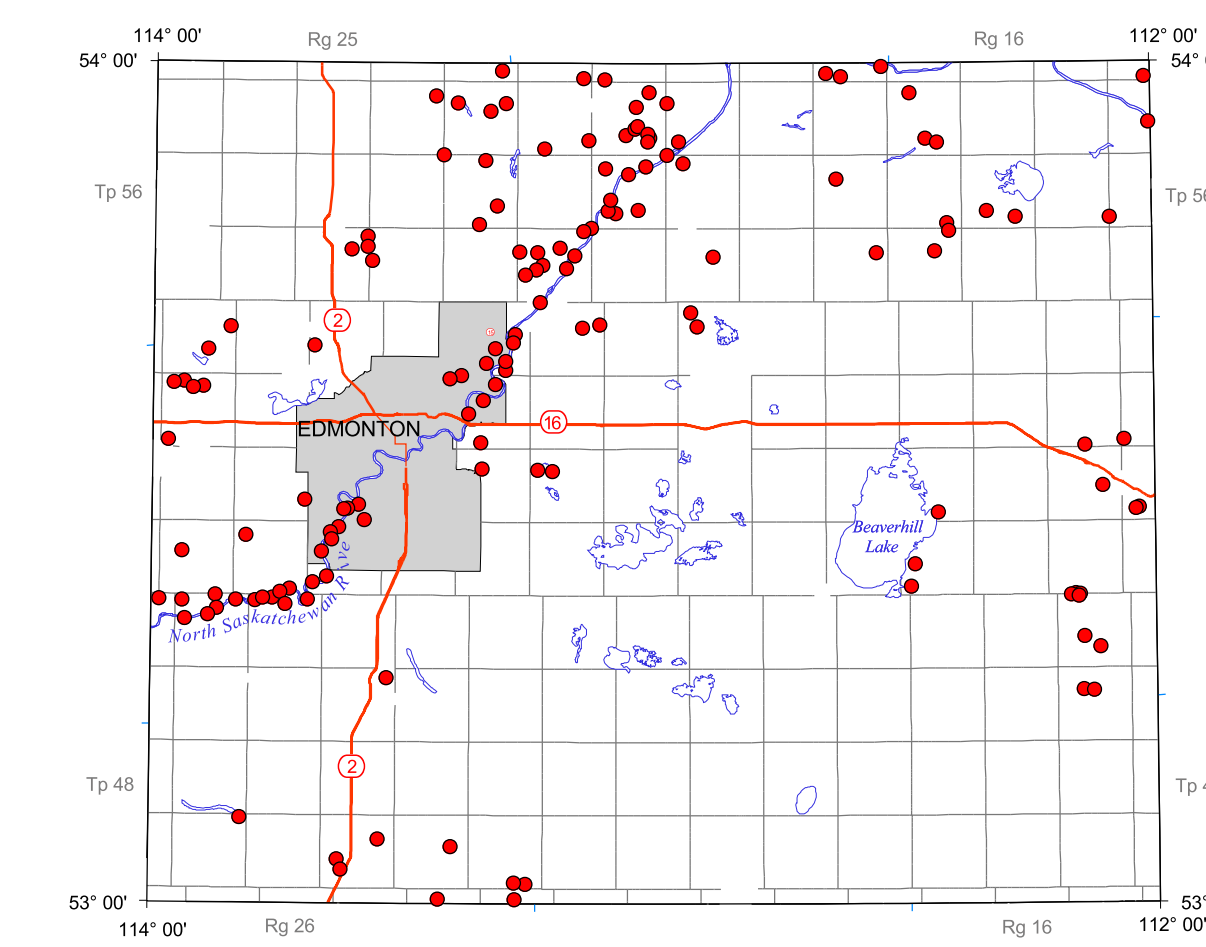 114° 00'
Rg 25
Rg 16
112° 00'
54° 00'
54°
Tp 56
Tp 56
2
16
EDMONTON
Beaverhill
Lake
North Saskatchewan River
2
Tp 48
Tp 4
53° 00'
53°
114° 00'
Rg 26
Rg 16
112° 00'